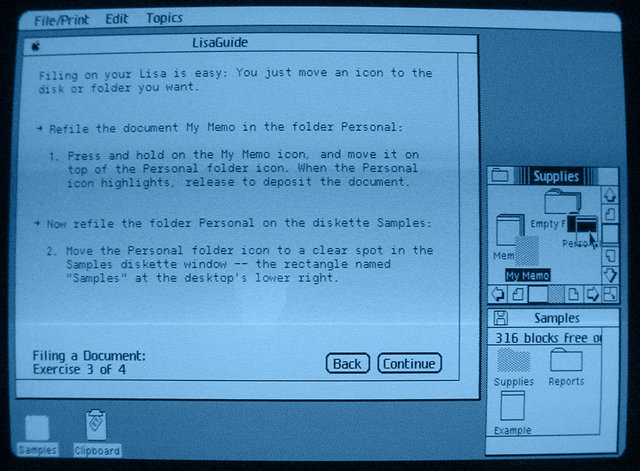 File/Print Edit Topics
LisaGuide
Filing on your Lisa is easy: You just move an icon to the
disk or folder you want.
→ Refile the document My Memo in the folder Personal:
1. Press and hold on the My Memo icon, and move it on
top of the Personal folder icon. When the Personal
icon highlights, release to deposit the document.
→ Now refile the folder Personal on the diskette Samples:
2. Move the Personal folder icon to a clear spot in the
Samples diskette window -- the rectangle named
"Samples" at the desktop's lower right.
Filing a Document:
Exercise 3 of 4
Back Continue
Supplies
Empty F
Perso
Mem
My Memo
Samples
316 blocks free o
Supplies Reports
Example
Samples Clipboard